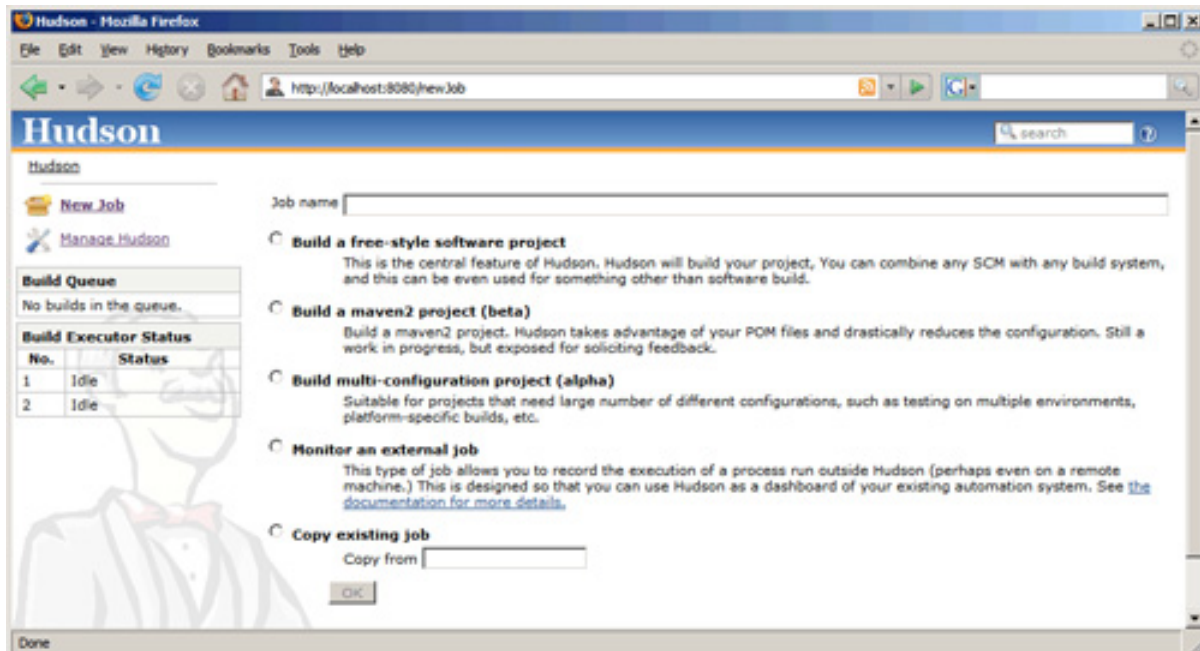 Hudson - Mozilla Firefox
File Edit View History Bookmarks Tools Help
http://localhost:8080/newJob
G
Hudson
search
?
Hudson
New Job
Manage Hudson
Build Queue
No builds in the queue.
Build Executor Status
No. Status
1 Idle
2 Idle
Job name
Build a free-style software project
This is the central feature of Hudson. Hudson will build your project, You can combine any SCM with any build system,
and this can be even used for something other than software build.
Build a maven2 project (beta)
Build a maven2 project. Hudson takes advantage of your POM files and drastically reduces the configuration. Still a
work in progress, but exposed for soliciting feedback.
Build multi-configuration project (alpha)
Suitable for projects that need large number of different configurations, such as testing on multiple environments,
platform-specific builds, etc.
Monitor an external job
This type of job allows you to record the execution of a process run outside Hudson (perhaps even on a remote
machine.) This is designed so that you can use Hudson as a dashboard of your existing automation system. See the
documentation for more details.
Copy existing job
Copy from
OK
Done